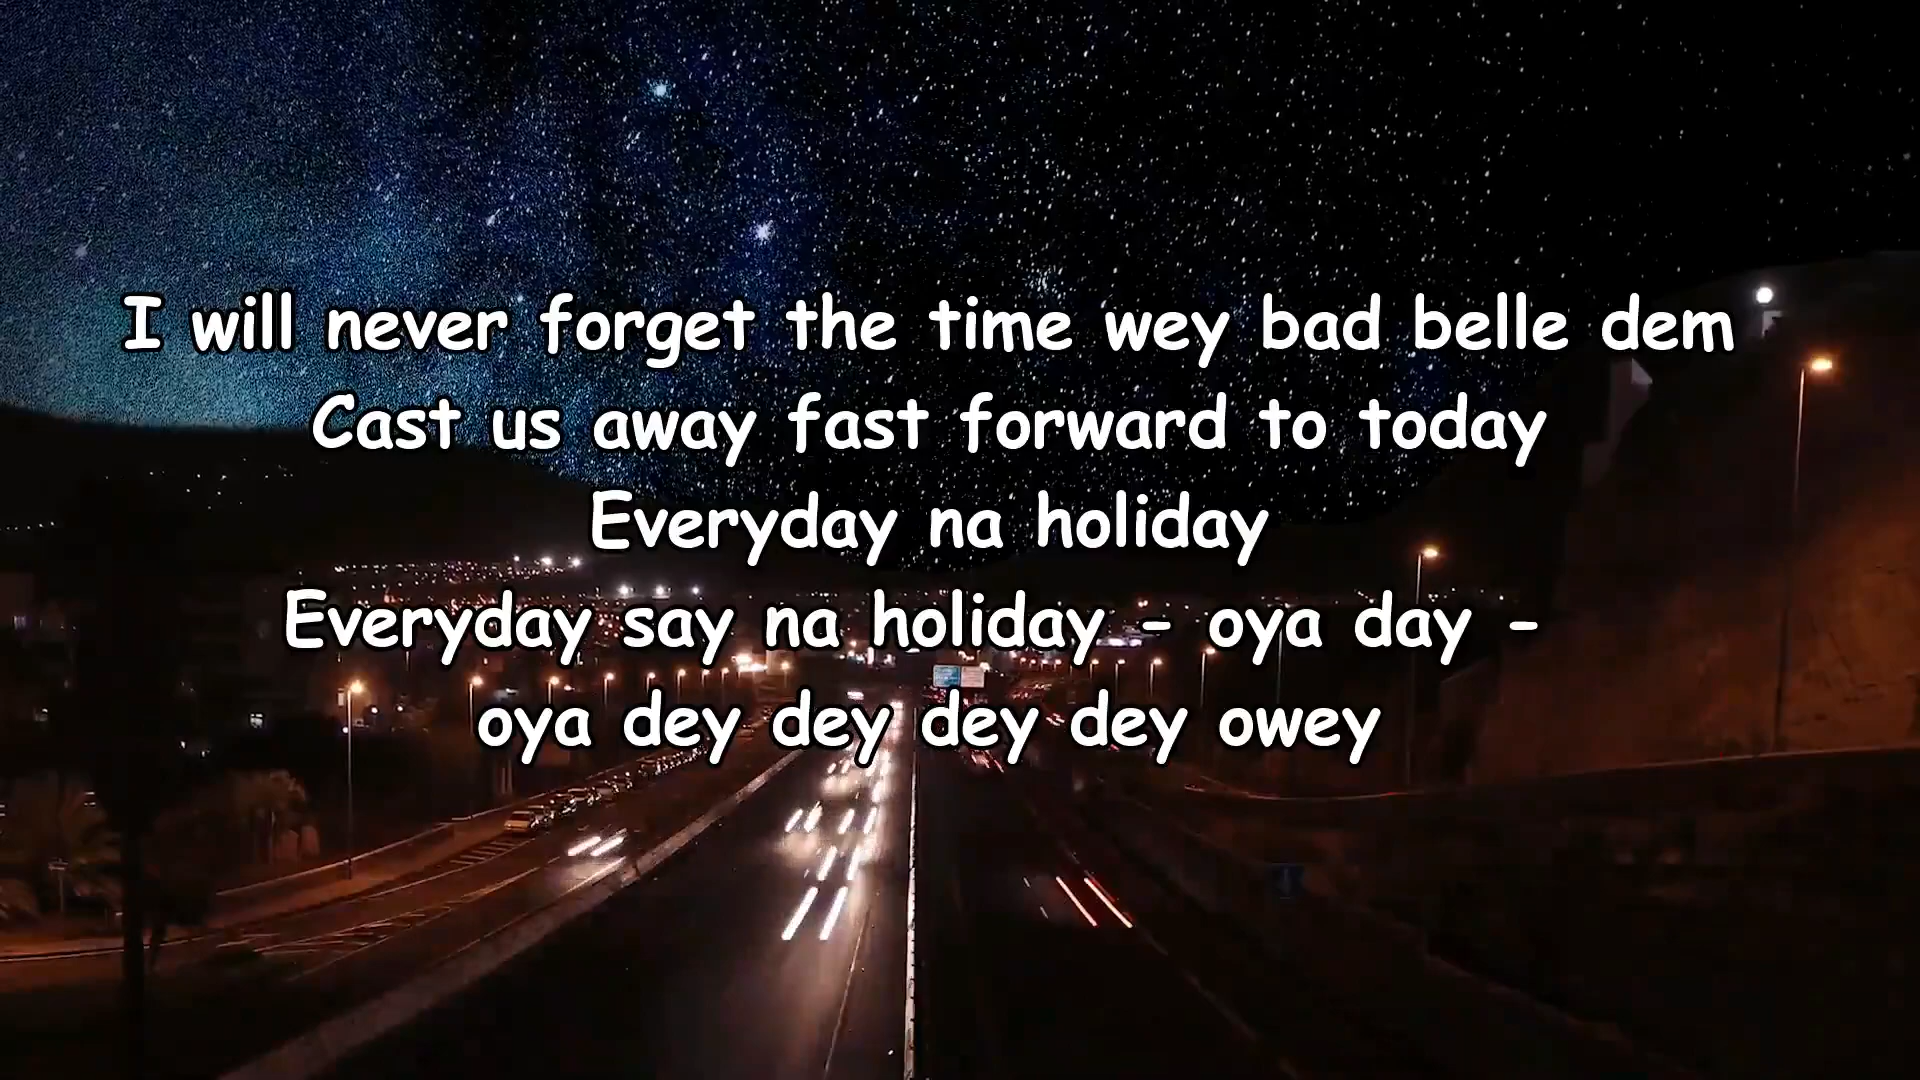 I will never forget the time wey bad belle dem
Cast us away fast forward to today
Everyday na holiday
Everyday say na holiday - oya day -
oya dey dey dey dey owey